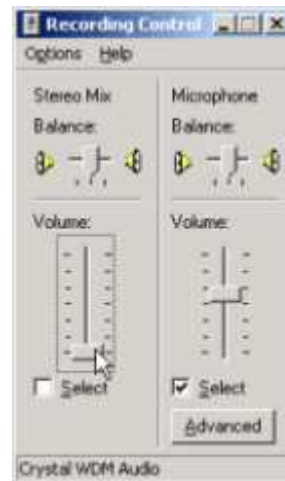 Recording Control
Options Help
Stereo Mix Microphone
Balance: Balance:
Volume: Volume:
Select Select
Advanced
Crystal WDM Audio